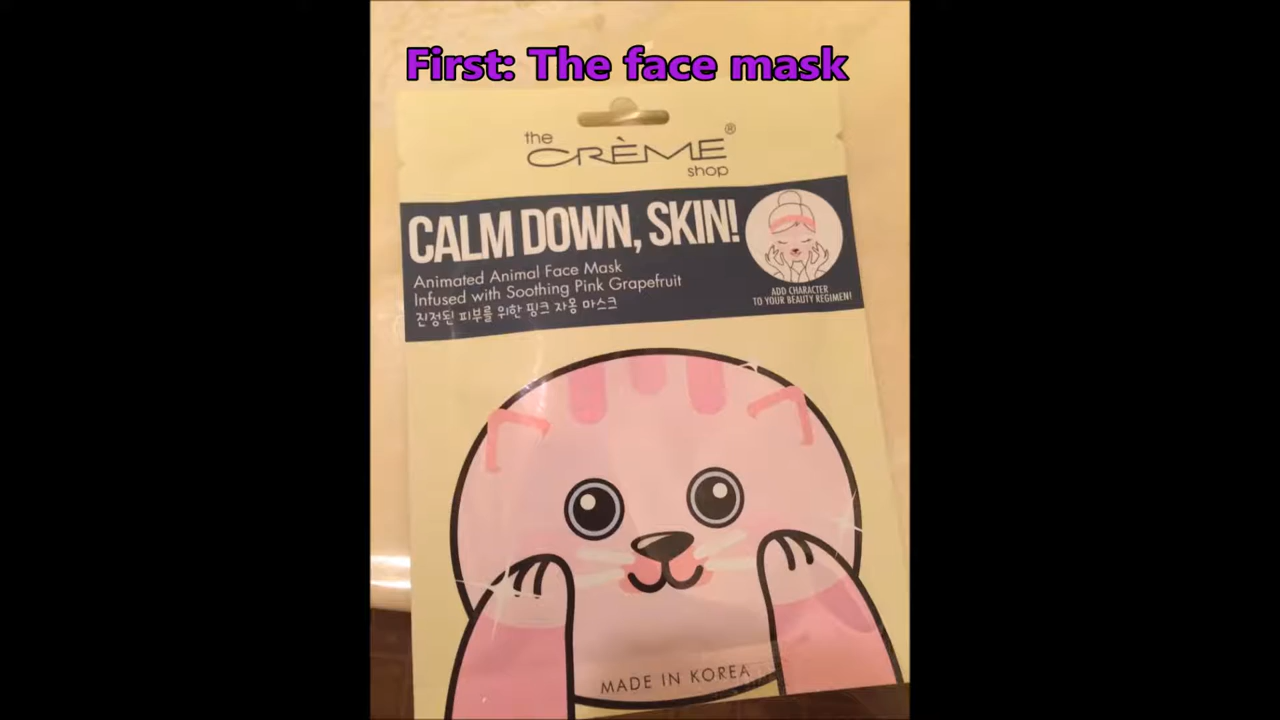 First: The face mask
the
CRÈME®
shop
CALM DOWN, SKIN!
Animated Animal Face Mask
Infused with Soothing Pink Grapefruit
진정된 피부를 위한 핑크 자몽 마스크
ADD CHARACTER
TO YOUR BEAUTY REGIMEN!
MADE IN KOREA